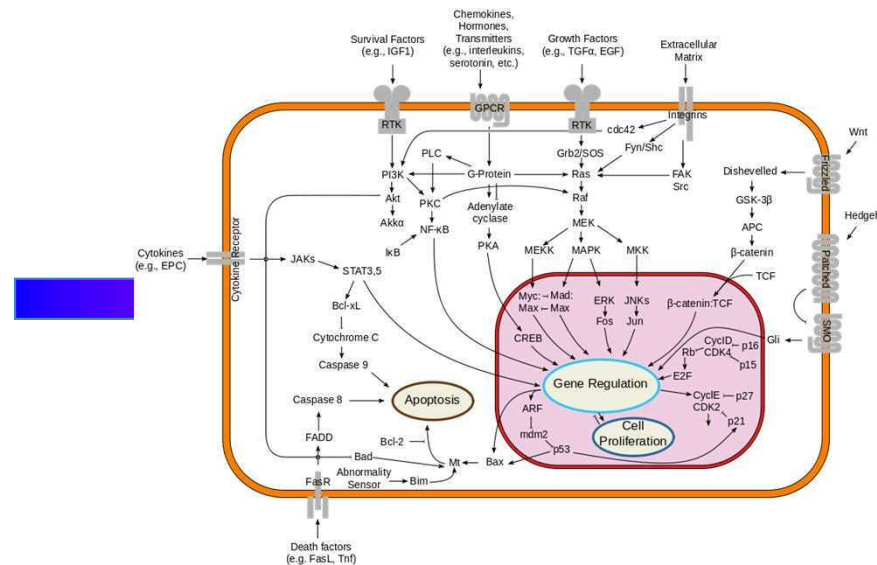 Chemokines,
Hormones,
Transmitters
(e.g., interleukins,
serotonin, etc.)
Survival Factors
(e.g., IGF1)
Growth Factors
(e.g., TGFα, EGF)
Extracellular
Matrix
RTK
GPCR
RTK
Integrins
cdc42
Wnt
Fyn/Shc
Grb2/SOS
PLC
Frizzled
Dishevelled
PI3K
G-Protein
Ras
FAK
Src
Akt
PKC
Adenylate
cyclase
Raf
GSK-3β
Akkα
NF-κB
MEK
APC
Hedgel
IκB
PKA
MEKK
MAPK
MKK
β-catenin
Cytokines
(e.g., EPC)
Cytokine Receptor
JAKs
STAT3,5
TCF
Patched
Bcl-xL
Myc:
Max
Mad:
Max
ERK
JNKs
β-catenin:TCF
Fos
Jun
Cytochrome C
CREB
Gli
SMO
CycID
CDK4
p16
p15
Rb
E2F
Caspase 9
Gene Regulation
Caspase 8
Apoptosis
ARF
CyclE
CDK2
p27
p21
Cell
Proliferation
FADD
Bcl-2
mdm2
p53
Bad
Mt
Bax
FasR
Abnormality
Sensor
Bim
Death factors
(e.g. FasL, Tnf)